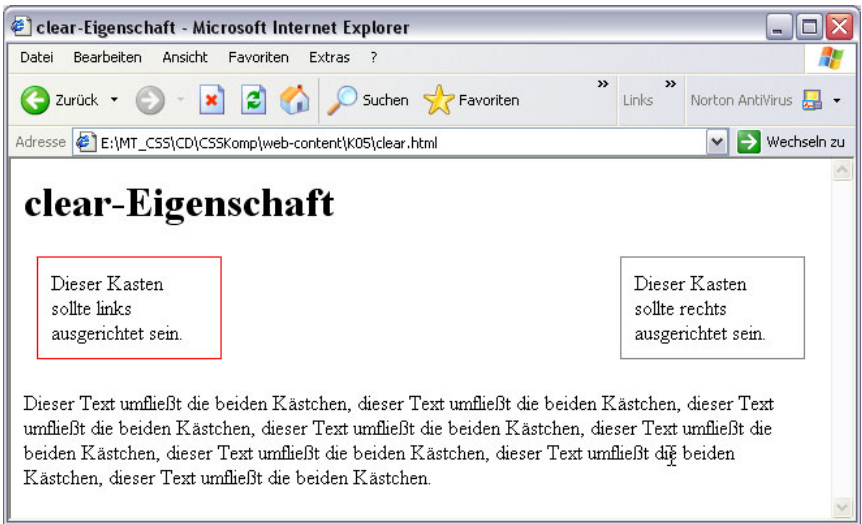 clear-Eigenschaft - Microsoft Internet Explorer
Datei Bearbeiten Ansicht Favoriten Extras ?
Zurück Suchen Favoriten » Links » Norton AntiVirus
Adresse E:\MT_CSS\CD\CSSKomp\web-content\K05\clear.html Wechseln zu
clear-Eigenschaft
Dieser Kasten
sollte links
ausgerichtet sein.
Dieser Kasten
sollte rechts
ausgerichtet sein.
Dieser Text umfließt die beiden Kästchen, dieser Text umfließt die beiden Kästchen, dieser Text
umfließt die beiden Kästchen, dieser Text umfließt die beiden Kästchen, dieser Text umfließt die
beiden Kästchen, dieser Text umfließt die beiden Kästchen, dieser Text umfließt die beiden
Kästchen, dieser Text umfließt die beiden Kästchen.